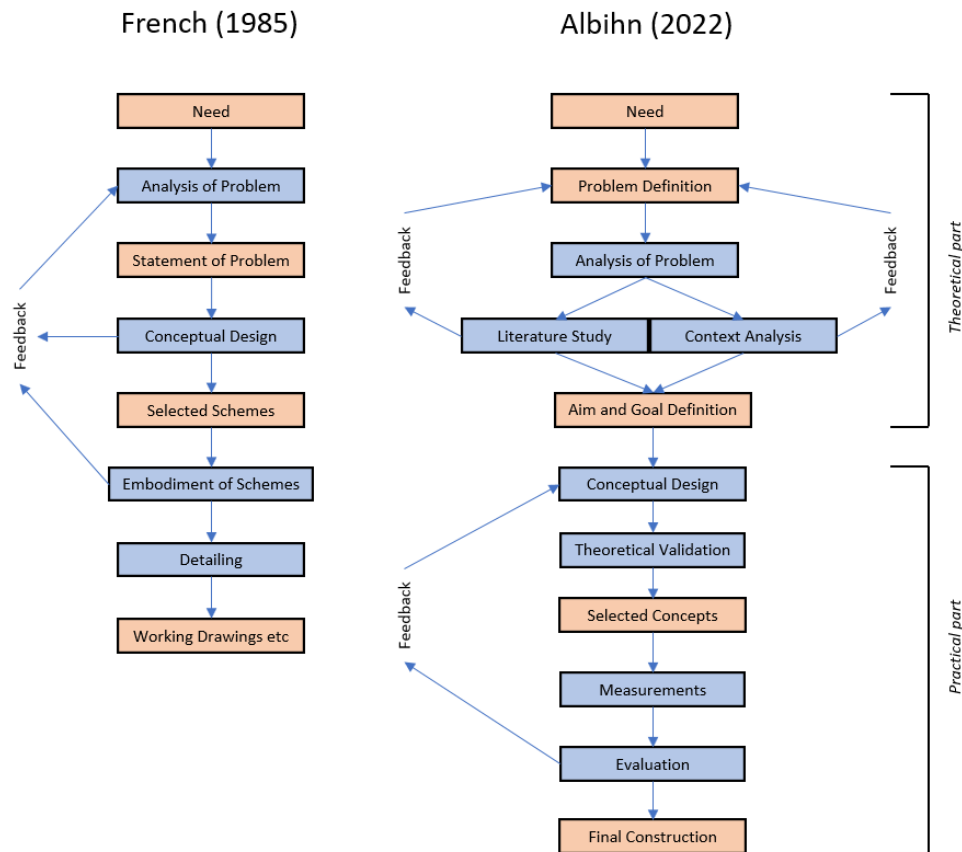 French (1985)
Need
Analysis of Problem
Statement of Problem
Conceptual Design
Feedback
Selected Schemes
Embodiment of Schemes
Detailing
Working Drawings etc
Albihn (2022)
Need
Problem Definition
Feedback
Feedback
Analysis of Problem
Literature Study
Context Analysis
Aim and Goal Definition
Theoretical part
Conceptual Design
Theoretical Validation
Feedback
Selected Concepts
Measurements
Evaluation
Final Construction
Practical part